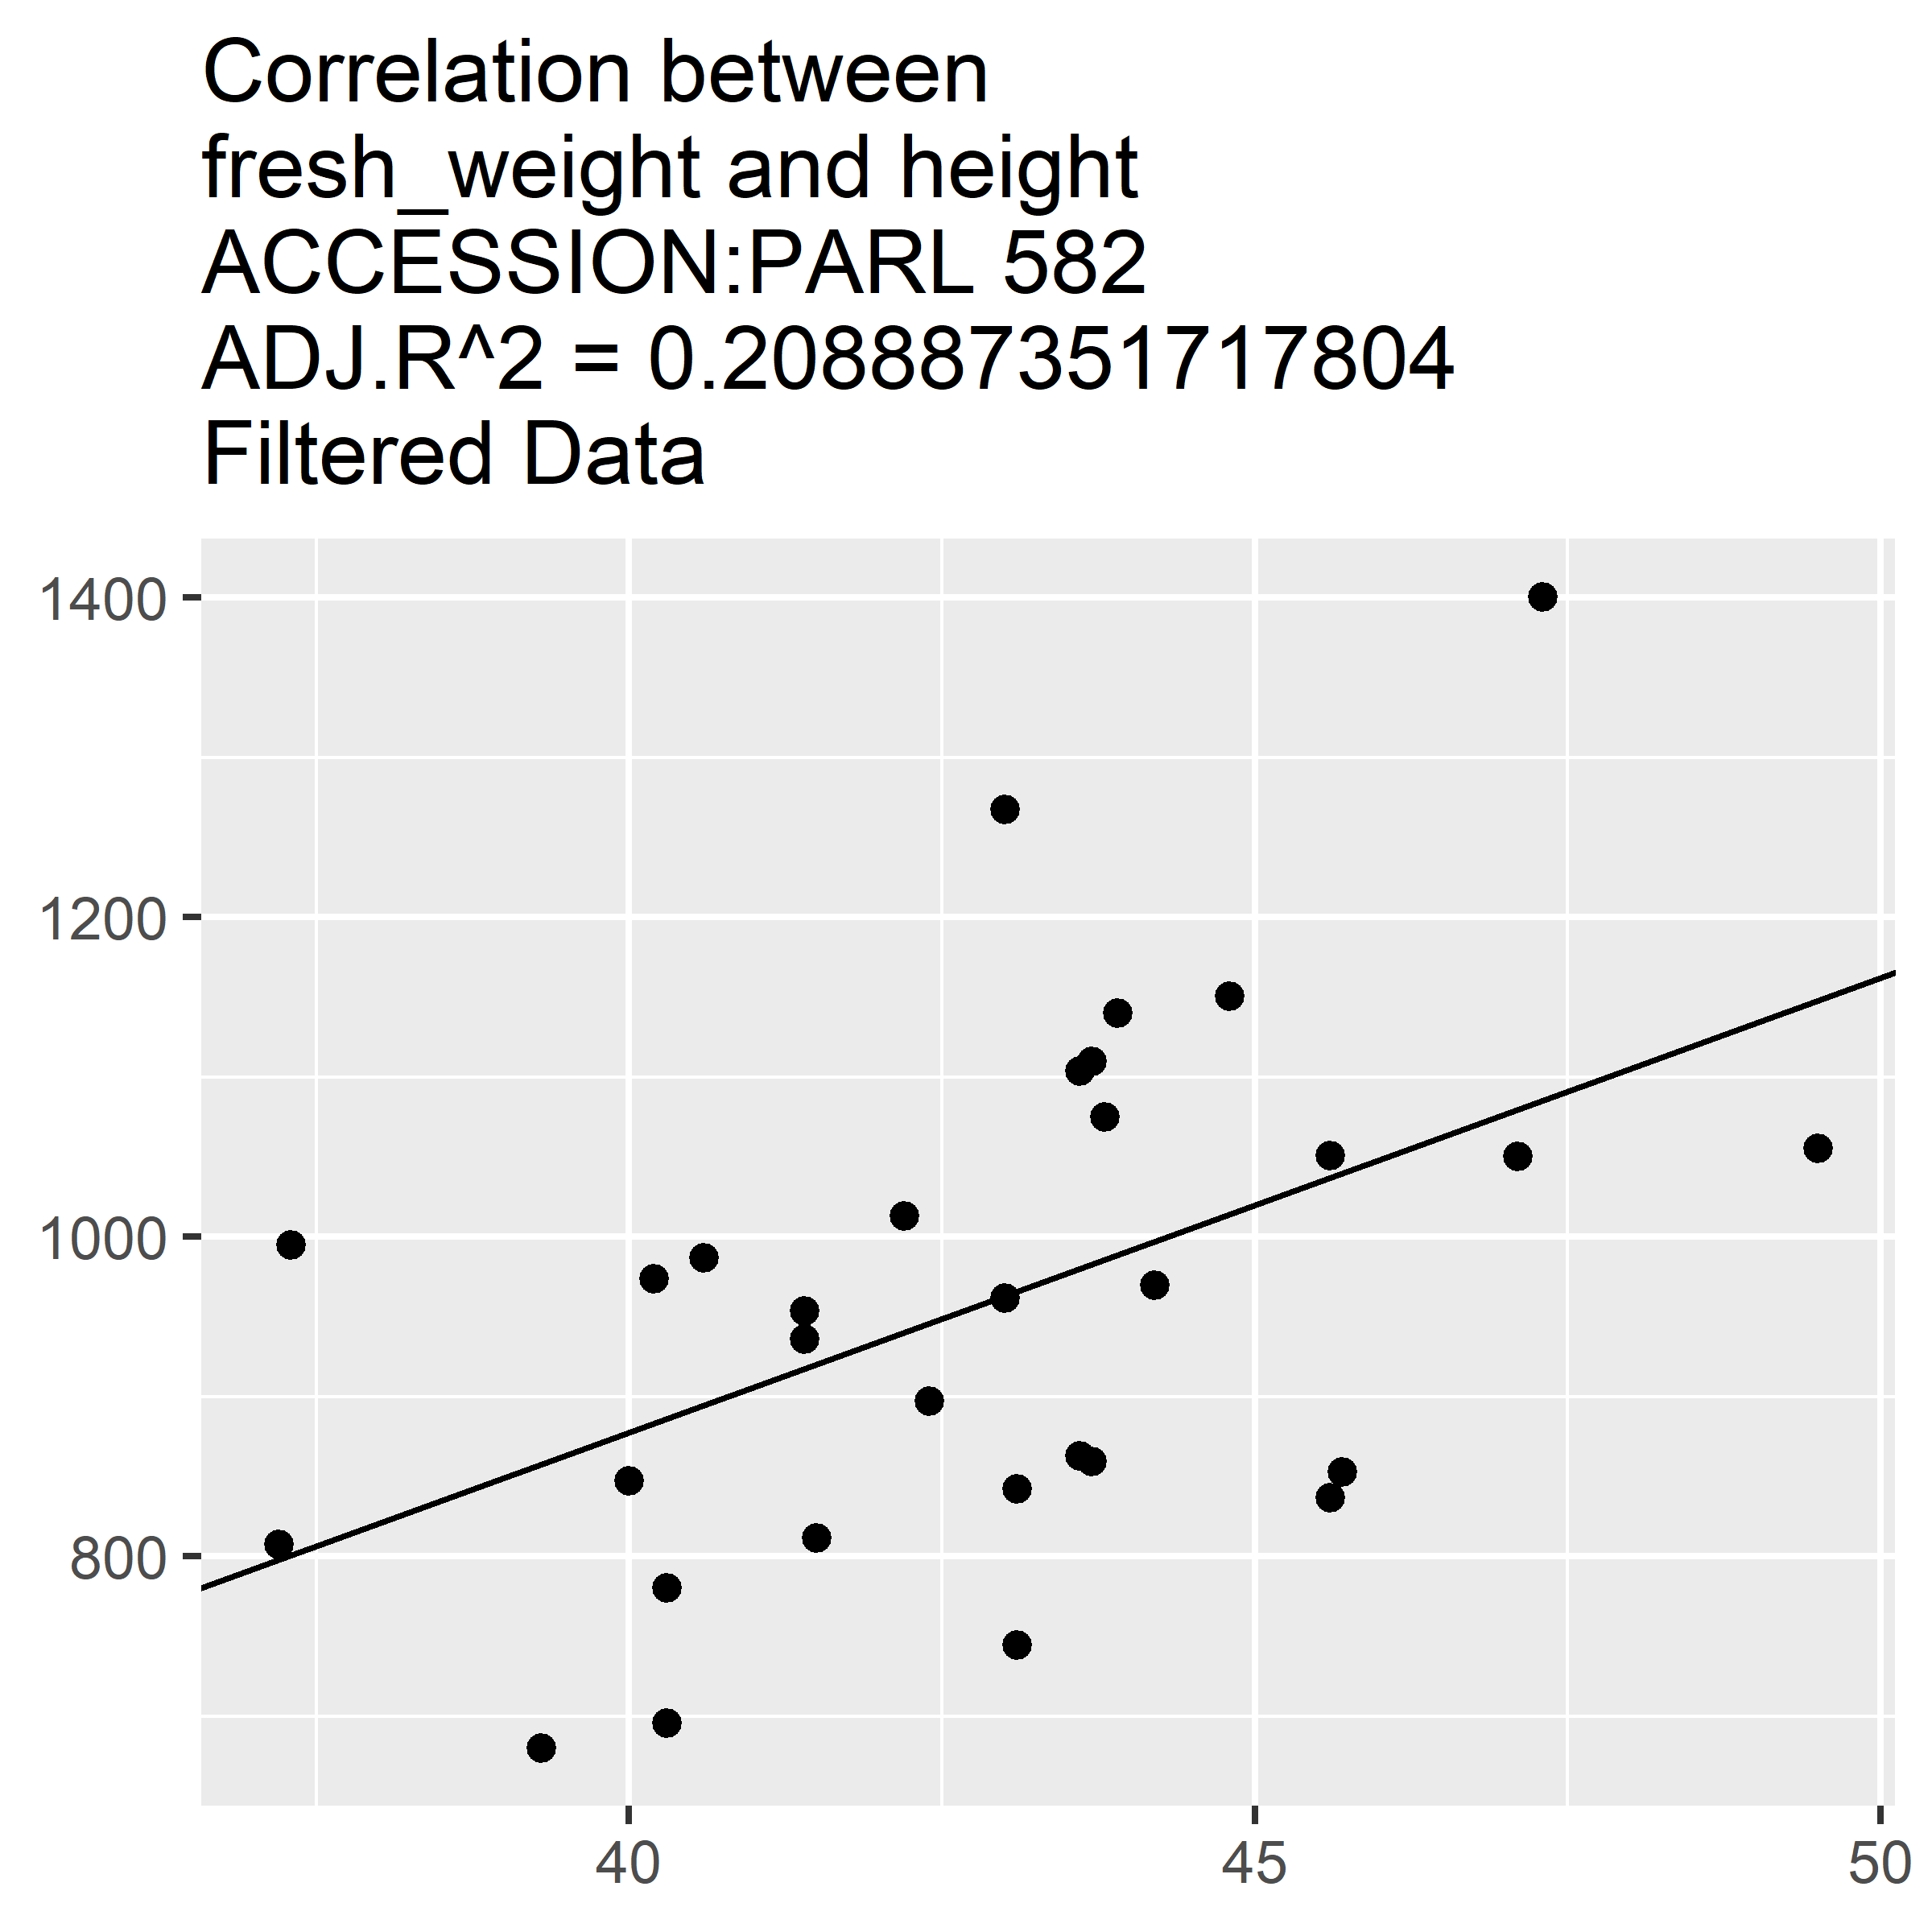 Correlation between
fresh_weight and height
ACCESSION:PARL 582
ADJ.R^2 = 0.208887351717804
Filtered Data
1400
1200
1000
800
40 45 50